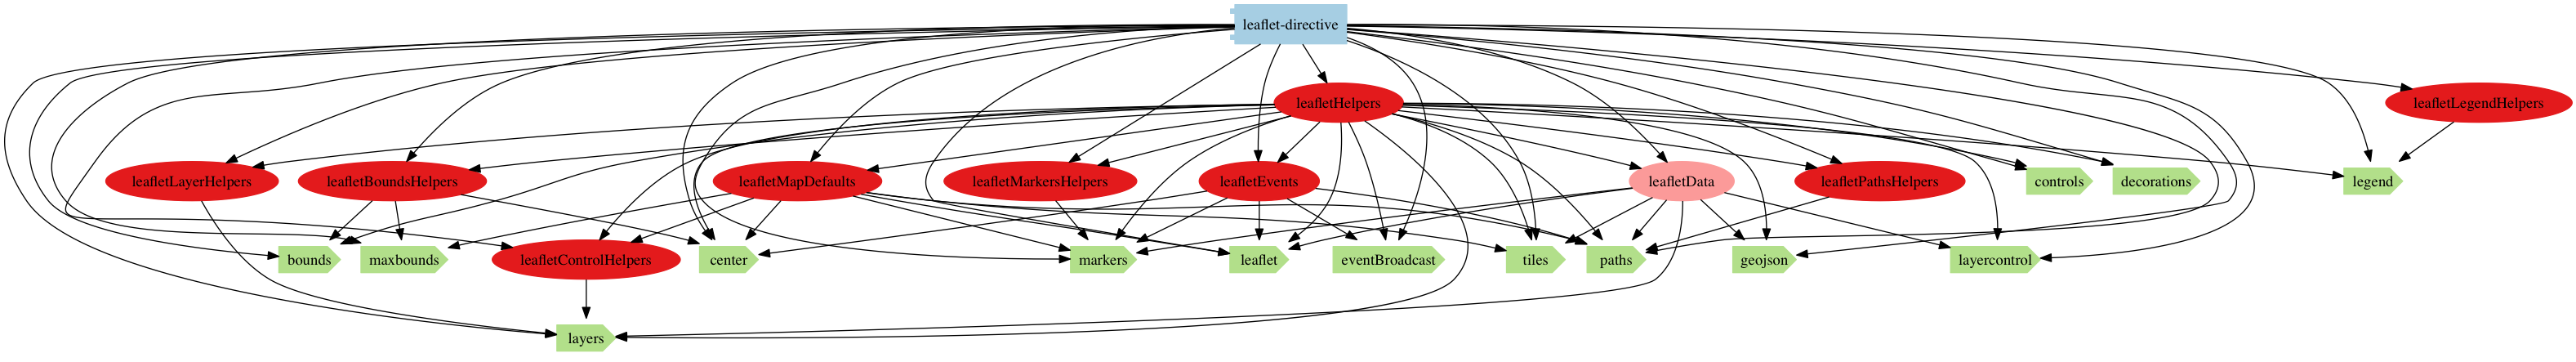 leaflet-directive
leafletHelpers
leafletLegendHelpers
leafletLayerHelpers
leafletBoundsHelpers
leafletMapDefaults
leafletMarkersHelpers
leafletEvents
leafletData
leafletPathsHelpers
controls
decorations
legend
bounds
maxbounds
leafletControlHelpers
center
markers
leaflet
eventBroadcast
tiles
paths
geojson
layercontrol
layers